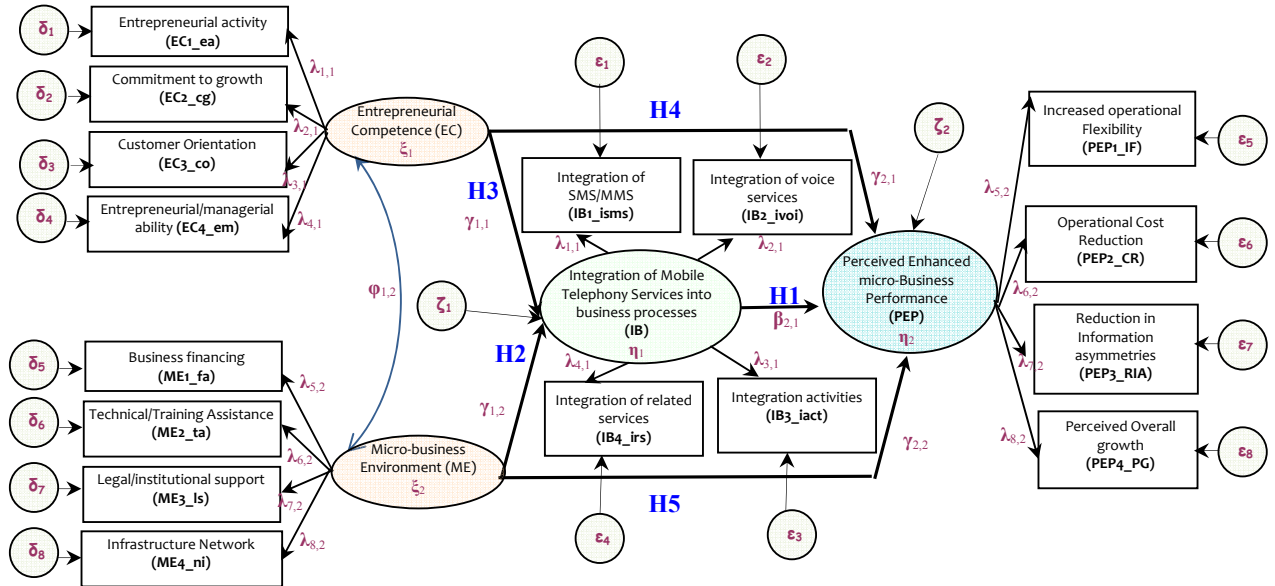 δ1
Entrepreneurial activity
(EC1_ea)
λ1,1
δ2
Commitment to growth
(EC2_cg)
λ2,1
δ3
Customer Orientation
(EC3_co)
λ3,1
δ4
Entrepreneurial/managerial
ability (EC4_em)
λ4,1
Entrepreneurial
Competence (EC)
ξ1
φ1,2
δ5
Business financing
(ME1_fa)
λ5,2
δ6
Technical/Training Assistance
(ME2_ta)
λ6,2
δ7
Legal/institutional support
(ME3_ls)
λ7,2
δ8
Infrastructure Network
(ME4_ni)
λ8,2
Micro-business
Environment (ME)
ξ2
H3
γ1,1
H2
γ1,2
ζ1
ε1
ε2
Integration of
SMS/MMS
(IB1_isms)
λ1,1
Integration of voice
services
(IB2_ivoi)
λ2,1
Integration of Mobile
Telephony Services into
business processes
(IB)
η1
λ4,1
λ3,1
Integration of related
services
(IB4_irs)
Integration activities
(IB3_iact)
ε4
ε3
H4
γ2,1
H1
β2,1
H5
γ2,2
ζ2
Perceived Enhanced
micro-Business
Performance
(PEP)
η2
λ5,2
Increased operational
Flexibility
(PEP1_IF)
ε5
λ6,2
Operational Cost
Reduction
(PEP2_CR)
ε6
λ7,2
Reduction in
Information
asymmetries
(PEP3_RIA)
ε7
λ8,2
Perceived Overall
growth
(PEP4_PG)
ε8